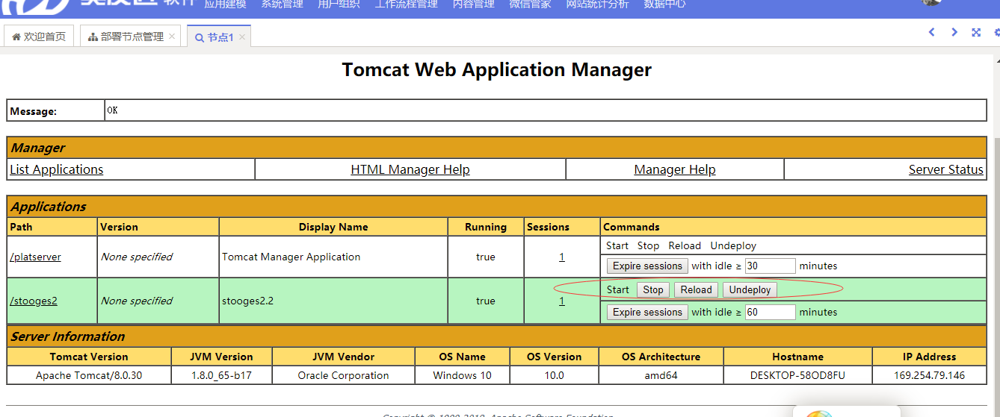 软件 应用建模 系统管理 用户组织 工作流程管理 内容管理 微信管家 网站统计分析 数据中心
欢迎首页 部署节点管理 × 节点1 ×
Tomcat Web Application Manager
Message: OK
Manager
List Applications HTML Manager Help Manager Help Server Status
Applications
Path Version Display Name Running Sessions Commands
/platserver None specified Tomcat Manager Application true 1 Start Stop Reload Undeploy
Expire sessions with idle ≥ 30 minutes
/stooges2 None specified stooges2.2 true 1 Start Stop Reload Undeploy
Expire sessions with idle ≥ 60 minutes
Server Information
Tomcat Version JVM Version JVM Vendor OS Name OS Version OS Architecture Hostname IP Address
Apache Tomcat/8.0.30 1.8.0_65-b17 Oracle Corporation Windows 10 10.0 amd64 DESKTOP-58OD8FU 169.254.79.146